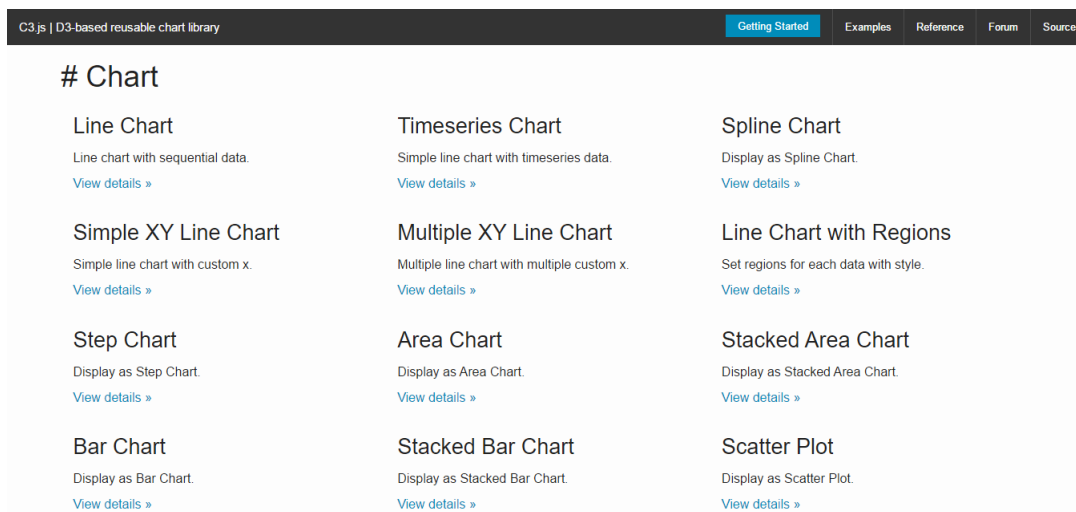 C3.js | D3-based reusable chart library
Getting Started
Examples
Reference
Forum
Source
# Chart
Line Chart
Line chart with sequential data.
View details »
Timeseries Chart
Simple line chart with timeseries data.
View details »
Spline Chart
Display as Spline Chart.
View details »
Simple XY Line Chart
Simple line chart with custom x.
View details »
Multiple XY Line Chart
Multiple line chart with multiple custom x.
View details »
Line Chart with Regions
Set regions for each data with style.
View details »
Step Chart
Display as Step Chart.
View details »
Area Chart
Display as Area Chart.
View details »
Stacked Area Chart
Display as Stacked Area Chart.
View details »
Bar Chart
Display as Bar Chart.
View details »
Stacked Bar Chart
Display as Stacked Bar Chart.
View details »
Scatter Plot
Display as Scatter Plot.
View details »